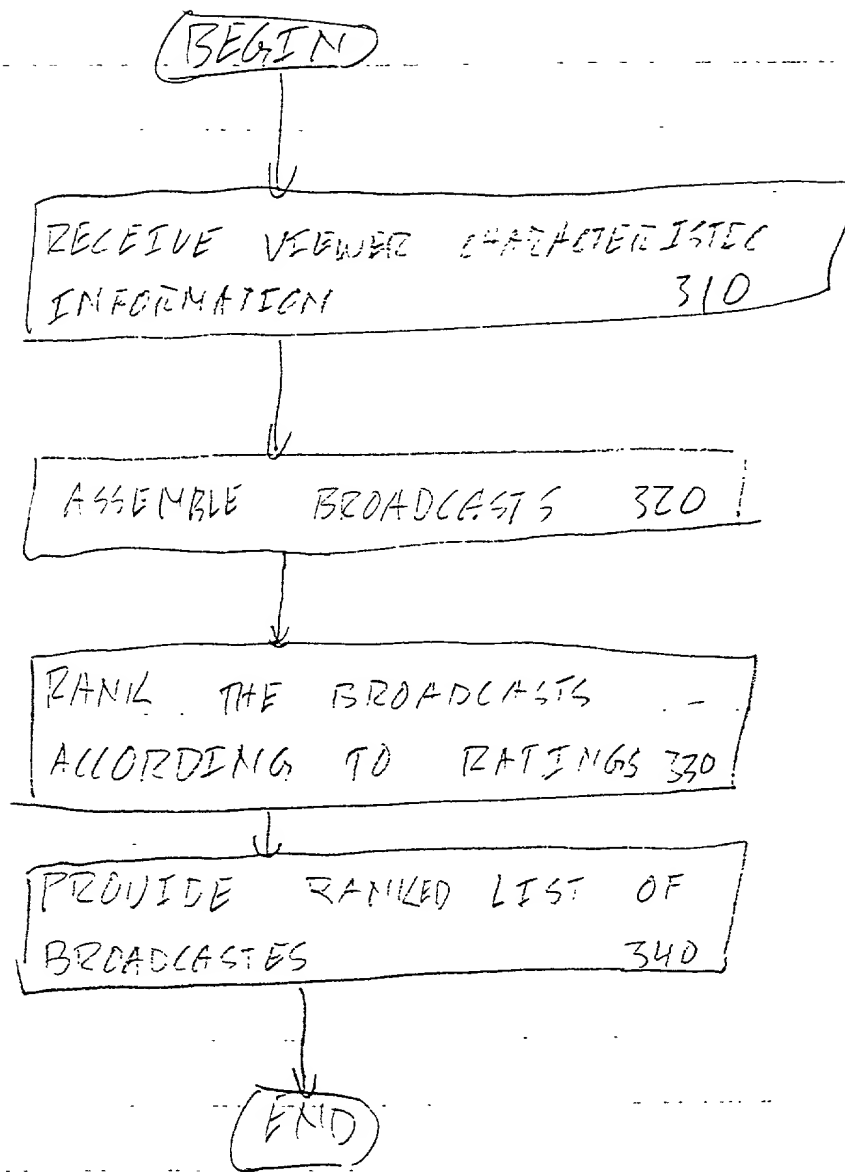 BEGIN
RECEIVE VIEWER CHARACTERISTIC
INFORMATION 310
ASSEMBLE BROADCASTS 320
RANK THE BROADCASTS
ACCORDING TO RATINGS 330
PROVIDE RANKED LIST OF
BROADCASTES 340
END